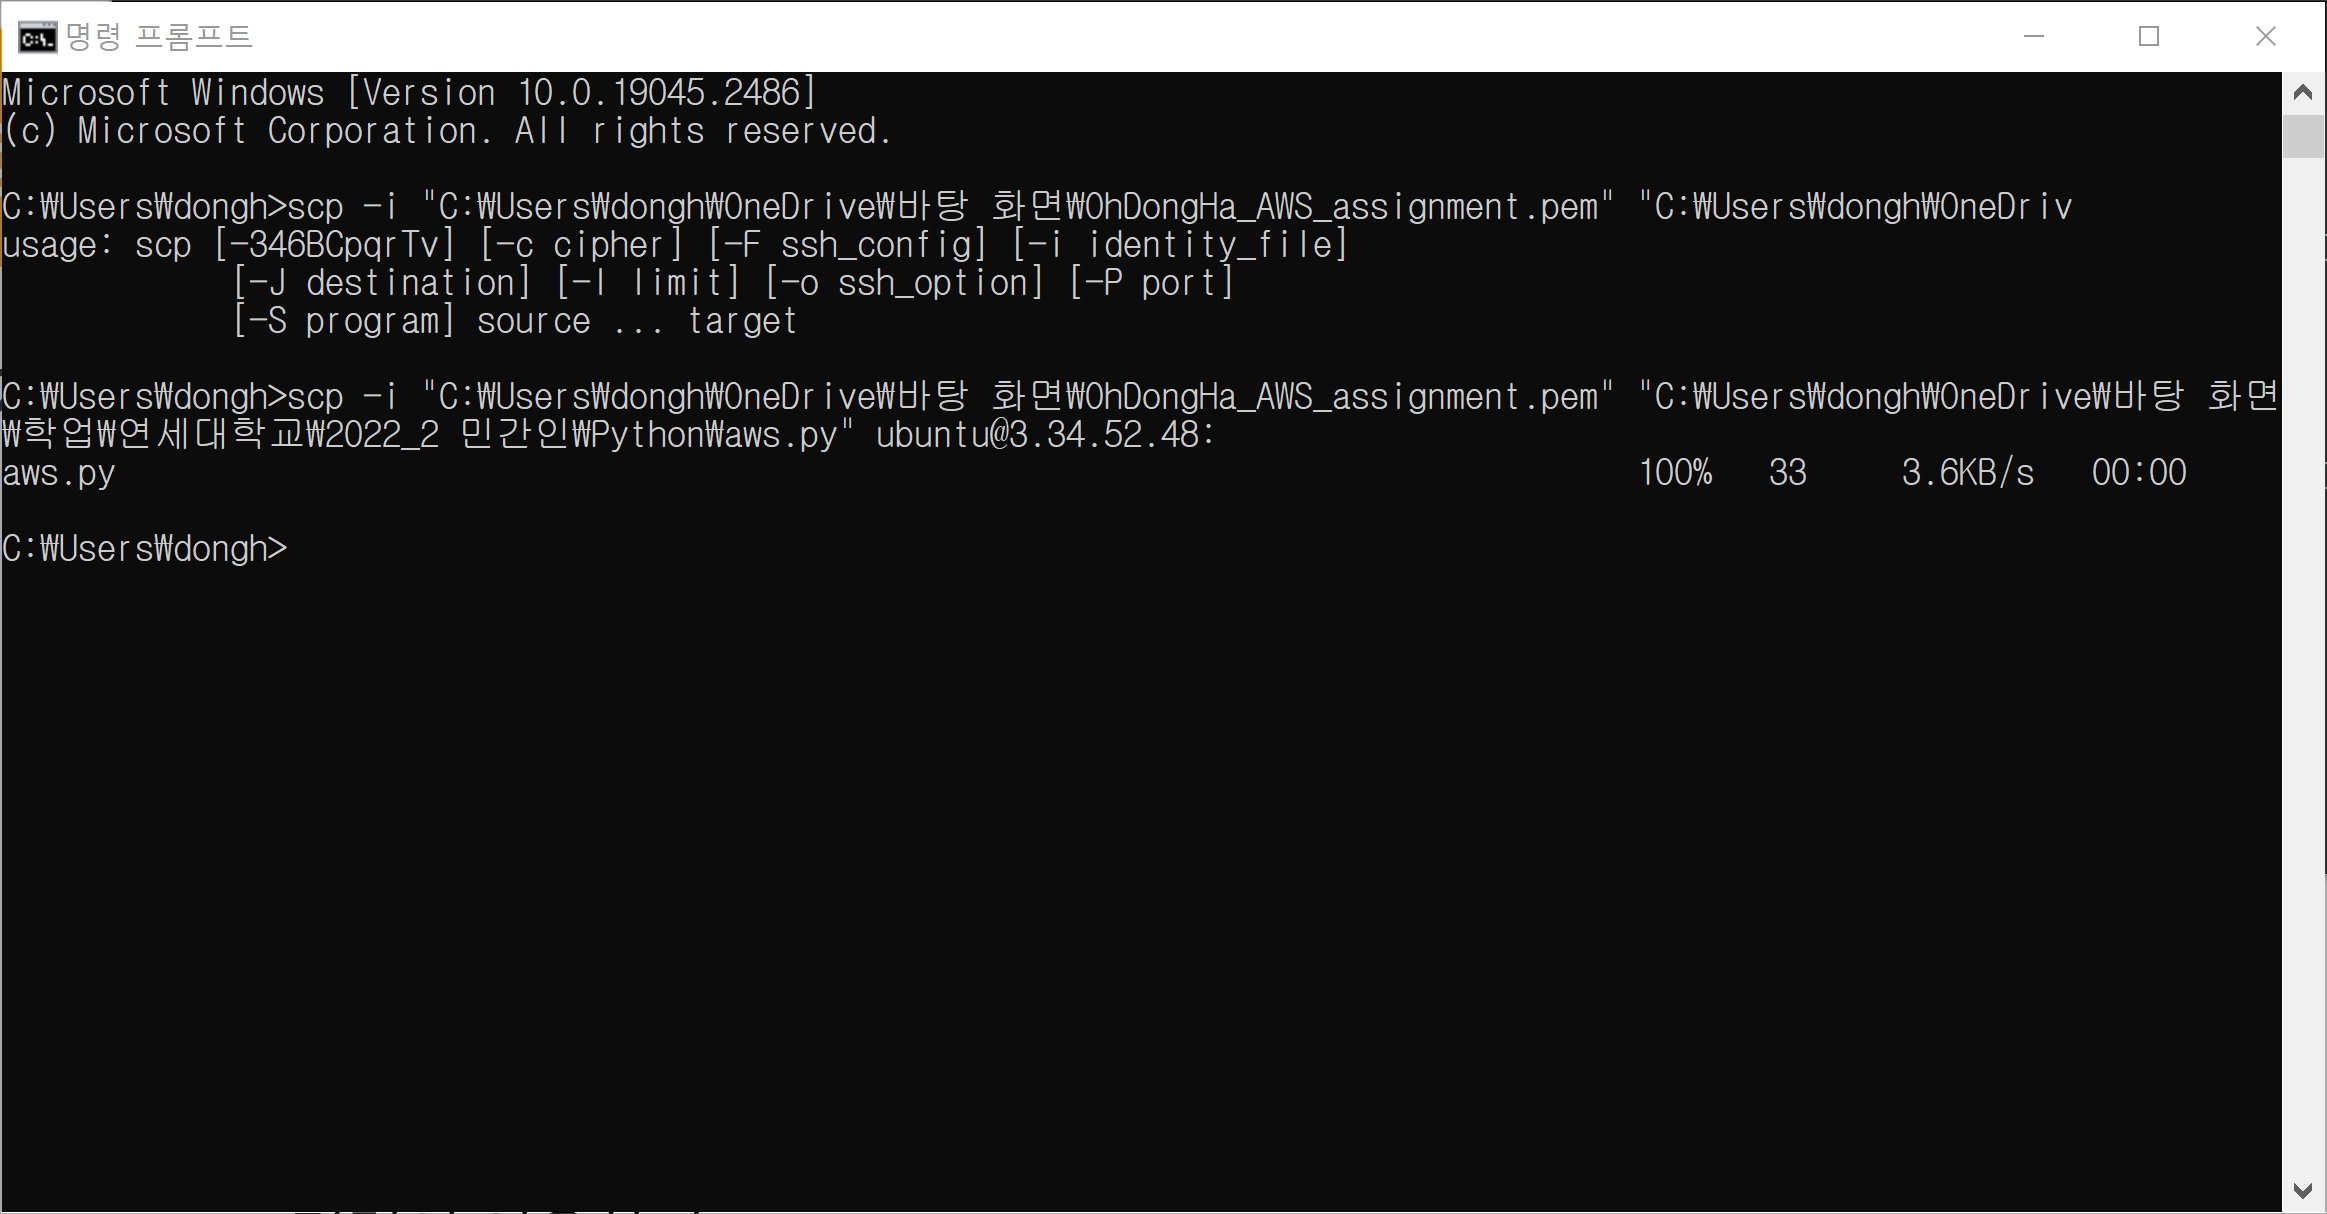 명령 프롬프트
Microsoft Windows [Version 10.0.19045.2486]
(c) Microsoft Corporation. All rights reserved.
C:₩Users₩dongh>scp -i "C:₩Users₩dongh₩OneDrive₩바탕 화면₩OhDongHa_AWS_assignment.pem" "C:₩Users₩dongh₩OneDriv
usage: scp [-346BCpqrTv] [-c cipher] [-F ssh_config] [-i identity_file]
[-J destination] [-l limit] [-o ssh_option] [-P port]
[-S program] source ... target
C:₩Users₩dongh>scp -i "C:₩Users₩dongh₩OneDrive₩바탕 화면₩OhDongHa_AWS_assignment.pem" "C:₩Users₩dongh₩OneDrive₩바탕 화면
₩학업₩연세대학교₩2022_2 민간인₩Python₩aws.py" ubuntu@3.34.52.48:
aws.py 100% 33 3.6KB/s 00:00
C:₩Users₩dongh>